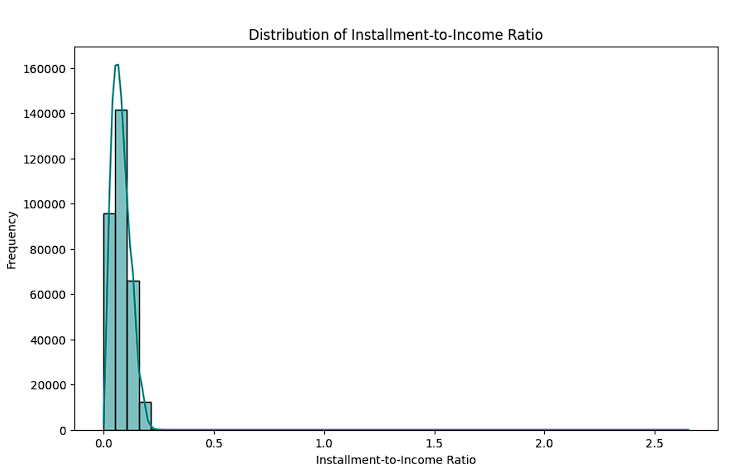 Distribution of Installment-to-Income Ratio
160000
140000
120000
100000
80000
60000
40000
20000
0
Frequency
0.0 0.5 1.0 1.5 2.0 2.5
Installment-to-Income Ratio